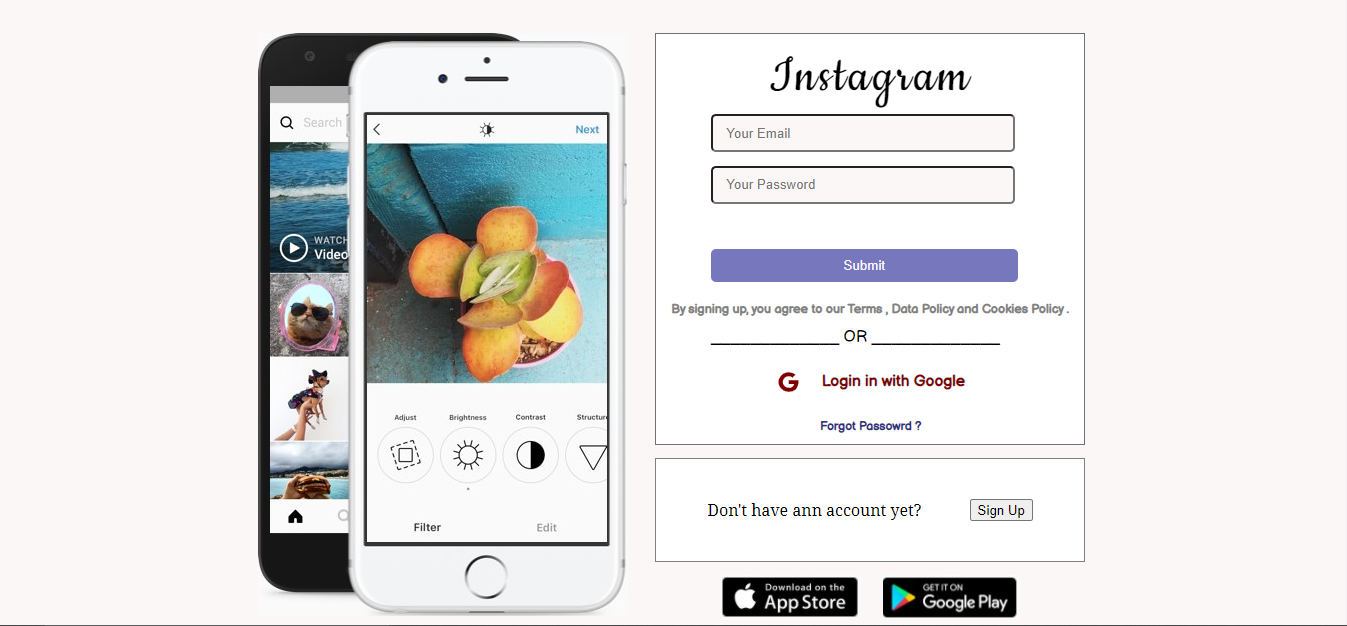 Search
WATCH
Video
Next
Adjust
Brightness
Contrast
Structure
Filter
Edit
Instagram
Your Email
Your Password
Submit
By signing up, you agree to our Terms , Data Policy and Cookies Policy .
OR
Login in with Google
Forgot Passowrd ?
Don't have ann account yet?
Sign Up
Download on the
App Store
GET IT ON
Google Play